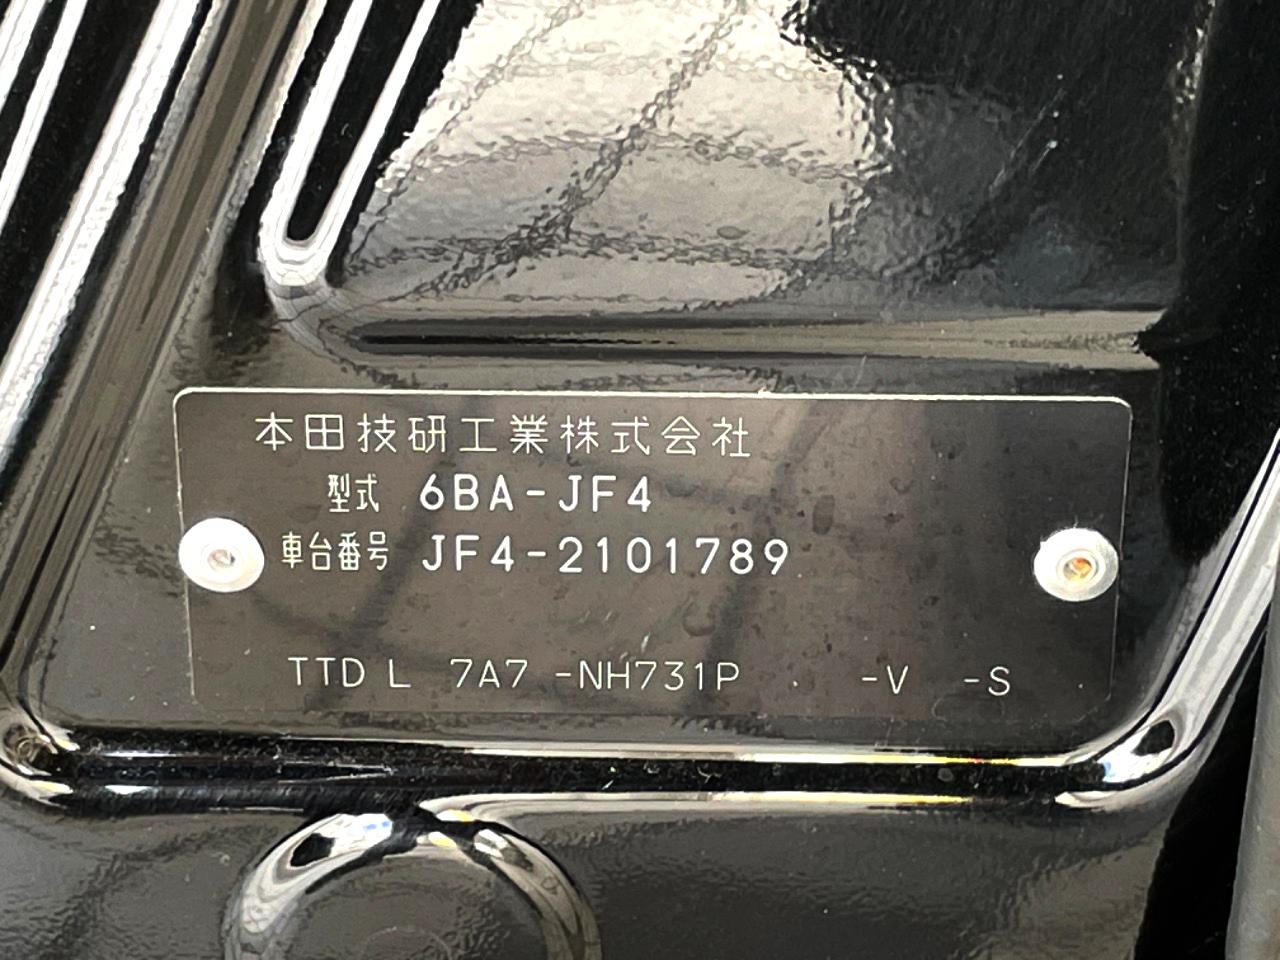 本田技研工業株式会社
型式 6BA-JF4
車台番号 JF4-2101789
TTD L 7A7 -NH731P -V -S